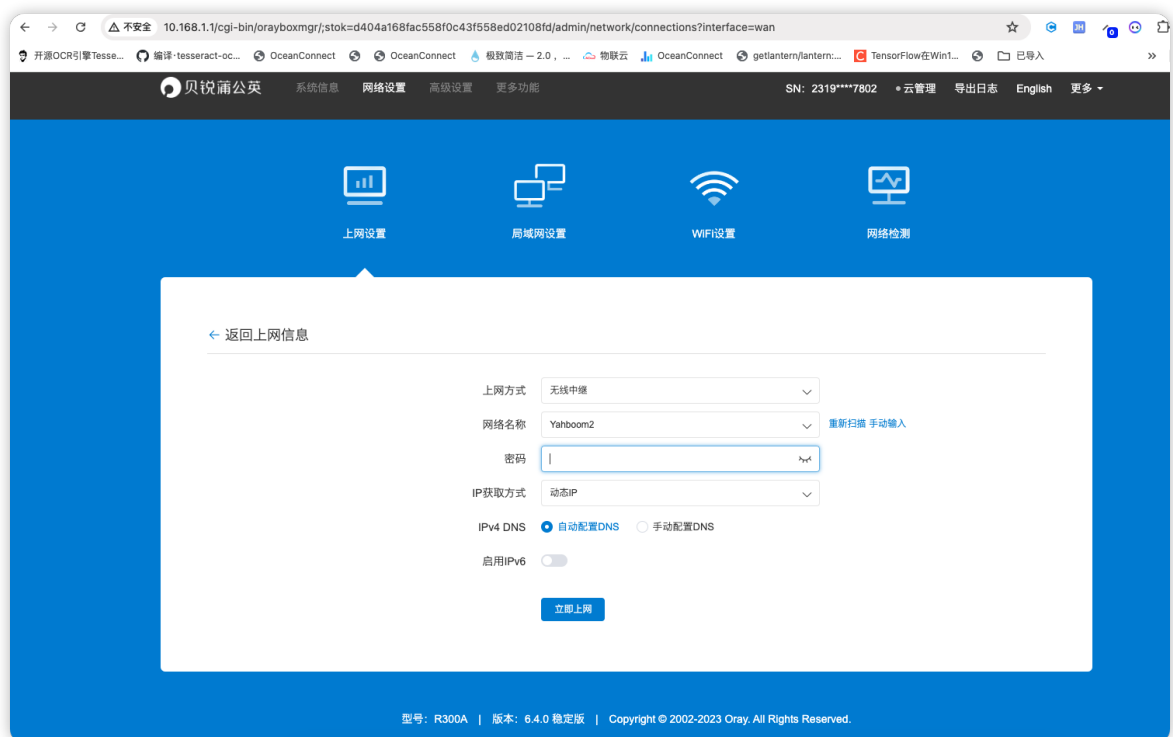 不安全 10.168.1.1/cgi-bin/orayboxmgr/;stok=d404a168fac558f0c43f558ed02108fd/admin/network/connections?interface=wan
开源OCR引擎Tesse... 编译·tesseract-oc... OceanConnect OceanConnect 极致简洁 — 2.0， ... 物联云 OceanConnect getlantern/lantern:... TensorFlow在Win1... 已导入 »
贝锐蒲公英 系统信息 网络设置 高级设置 更多功能 SN：2319****7802 云管理 导出日志 English 更多
上网设置 局域网设置 WiFi设置 网络检测
← 返回上网信息
上网方式 无线中继
网络名称 Yahboom2 重新扫描 手动输入
密码
IP获取方式 动态IP
IPv4 DNS 自动配置DNS 手动配置DNS
启用IPv6
立即上网
型号：R300A | 版本：6.4.0 稳定版 | Copyright © 2002-2023 Oray. All Rights Reserved.